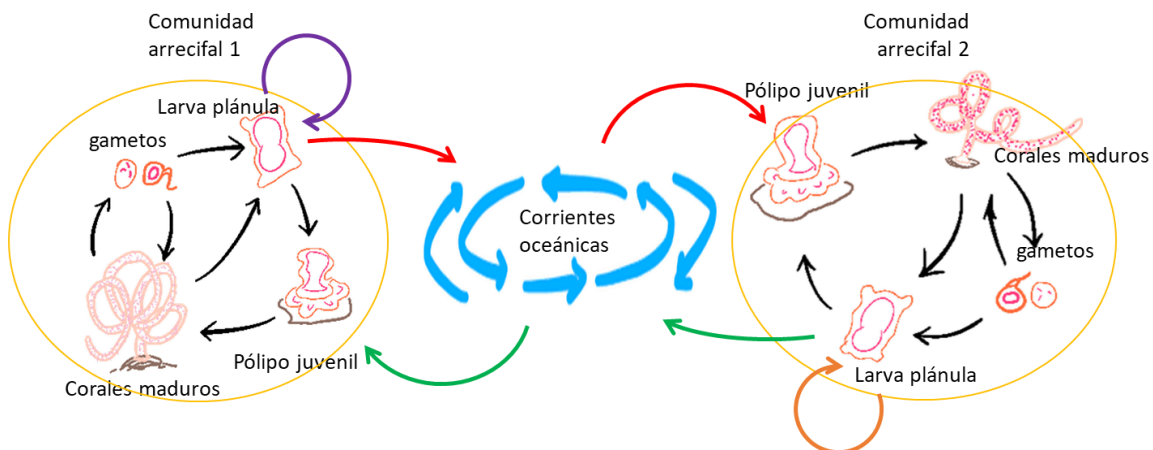 Comunidad
arrecifal 1
Larva plánula
gametos
Pólipo juvenil
Corales maduros
Corrientes
oceánicas
Comunidad
arrecifal 2
Pólipo juvenil
Corales maduros
gametos
Larva plánula